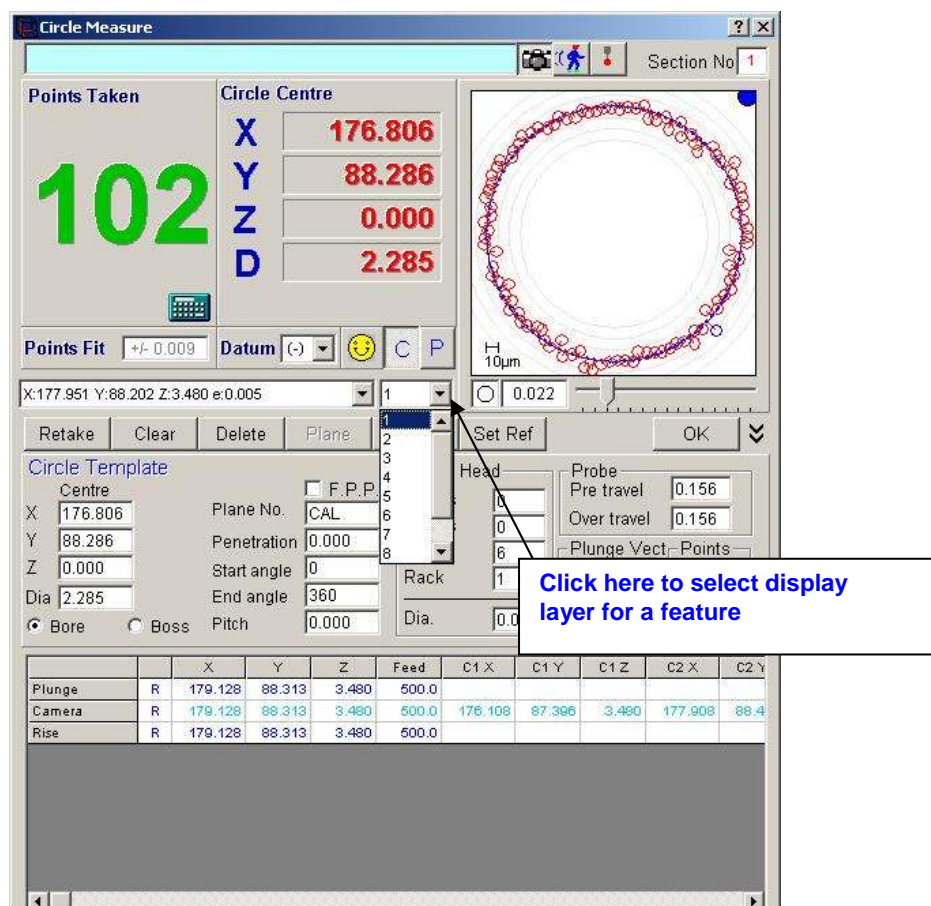 Circle Measure
Section No 1
Points Taken
102
Circle Centre
X 176.806
Y 88.286
Z 0.000
D 2.285
10µm
Points Fit +/- 0.009 Datum (-) C P
X:177.951 Y:88.202 Z:3.480 e:0.005 1 0.022
Retake Clear Delete Plane Set Ref OK
1
2
3
4
5
6
7
8
Circle Template
Centre
X 176.806
Y 88.286
Z 0.000
Dia 2.285
Bore Boss
F.P.P.
Plane No. CAL
Penetration 0.000
Start angle 0
End angle 360
Pitch 0.000
Head
0
0
6
Rack 1
Dia. 0.0
Probe
Pre travel 0.156
Over travel 0.156
Plunge Vect Points
Click here to select display
layer for a feature
X Y Z Feed C1 X C1 Y C1 Z C2 X C2 Y
Plunge R 179.128 88.313 3.480 500.0
Camera R 179.128 88.313 3.480 500.0 176.108 87.396 3.480 177.908 88.4
Rise R 179.128 88.313 3.480 500.0